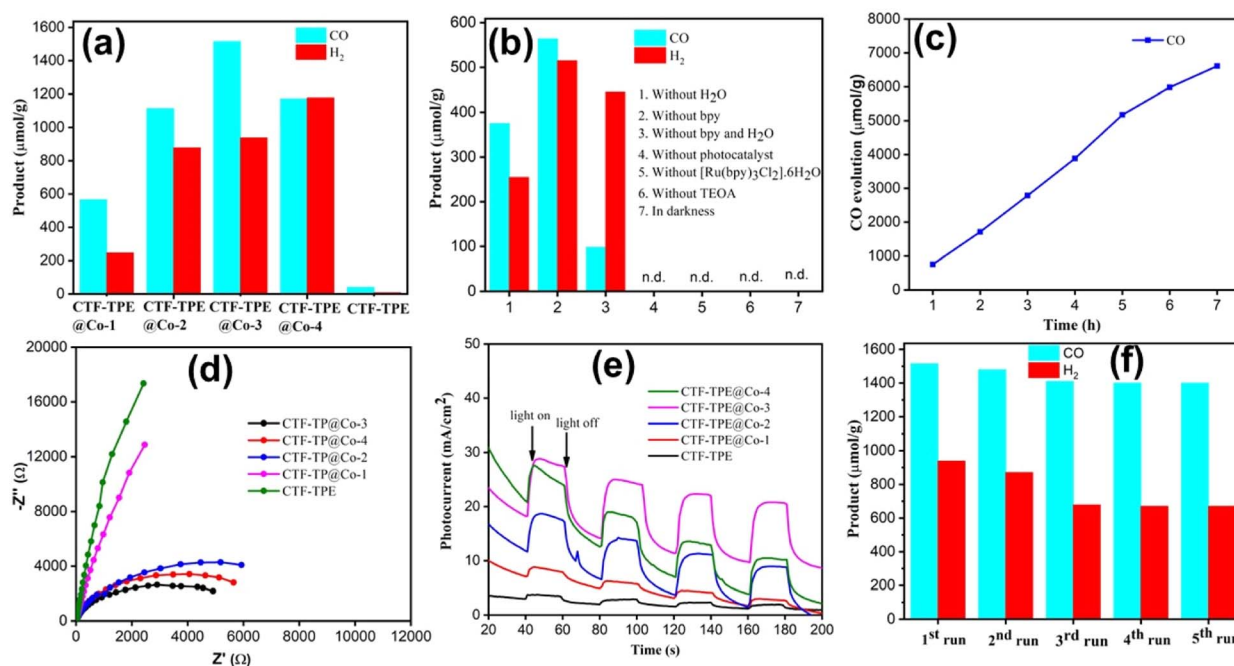 (a)
CO
H₂
Product (μmol/g)
1600
1400
1200
1000
800
600
400
200
0
CTF-TPE CTF-TPE CTF-TPE CTF-TPE CTF-TPE
@Co-1 @Co-2 @Co-3 @Co-4
(b)
CO
H₂
Product (μmol/g)
600
500
400
300
200
100
0
1. Without H₂O
2. Without bpy
3. Without bpy and H₂O
4. Without photocatalyst
5. Without [Ru(bpy)₃Cl₂].6H₂O
6. Without TEOA
7. In darkness
n.d. n.d. n.d. n.d.
1 2 3 4 5 6 7
(c)
CO
CO evolution (μmol/g)
8000
7000
6000
5000
4000
3000
2000
1000
0
1 2 3 4 5 6 7
Time (h)
(d)
-Z'' (Ω)
20000
16000
12000
8000
4000
0
CTF-TP@Co-3
CTF-TP@Co-4
CTF-TP@Co-2
CTF-TP@Co-1
CTF-TPE
0 2000 4000 6000 8000 10000 12000
Z' (Ω)
(e)
Photocurrent (mA/cm²)
50
40
30
20
10
0
light on
light off
CTF-TPE@Co-4
CTF-TPE@Co-3
CTF-TPE@Co-2
CTF-TPE@Co-1
CTF-TPE
20 40 60 80 100 120 140 160 180 200
Time (s)
(f)
CO
H₂
Product (μmol/g)
1600
1400
1200
1000
800
600
400
200
0
1st run 2nd run 3rd run 4th run 5th run